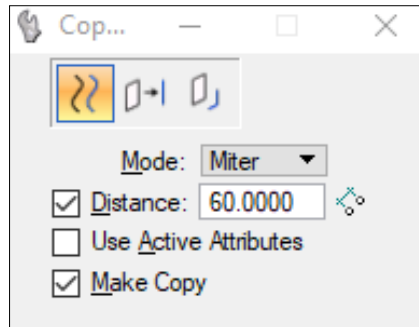 Cop...
Mode: Miter
Distance: 60.0000
Use Active Attributes
Make Copy